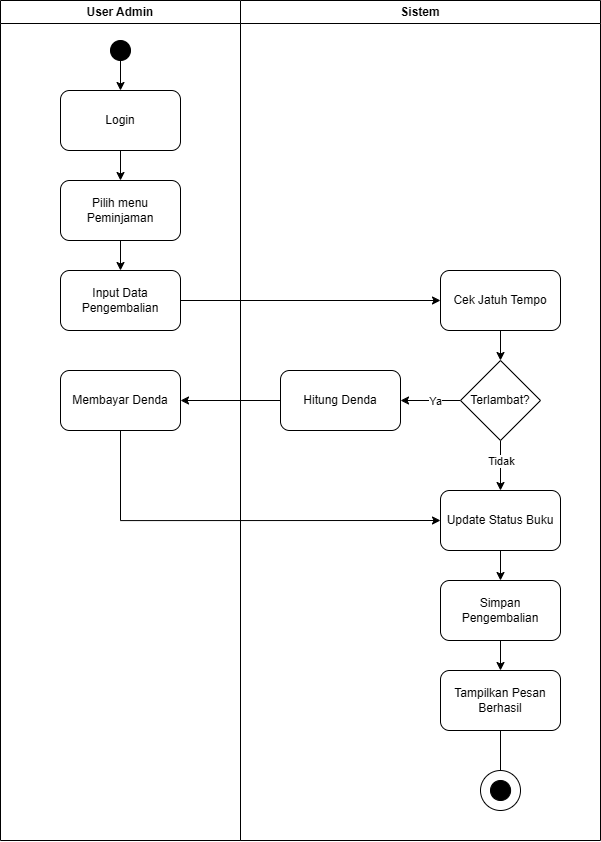 User Admin
Sistem
Login
Pilih menu
Peminjaman
Input Data
Pengembalian
Cek Jatuh Tempo
Membayar Denda
Hitung Denda
Ya
Terlambat?
Tidak
Update Status Buku
Simpan
Pengembalian
Tampilkan Pesan
Berhasil